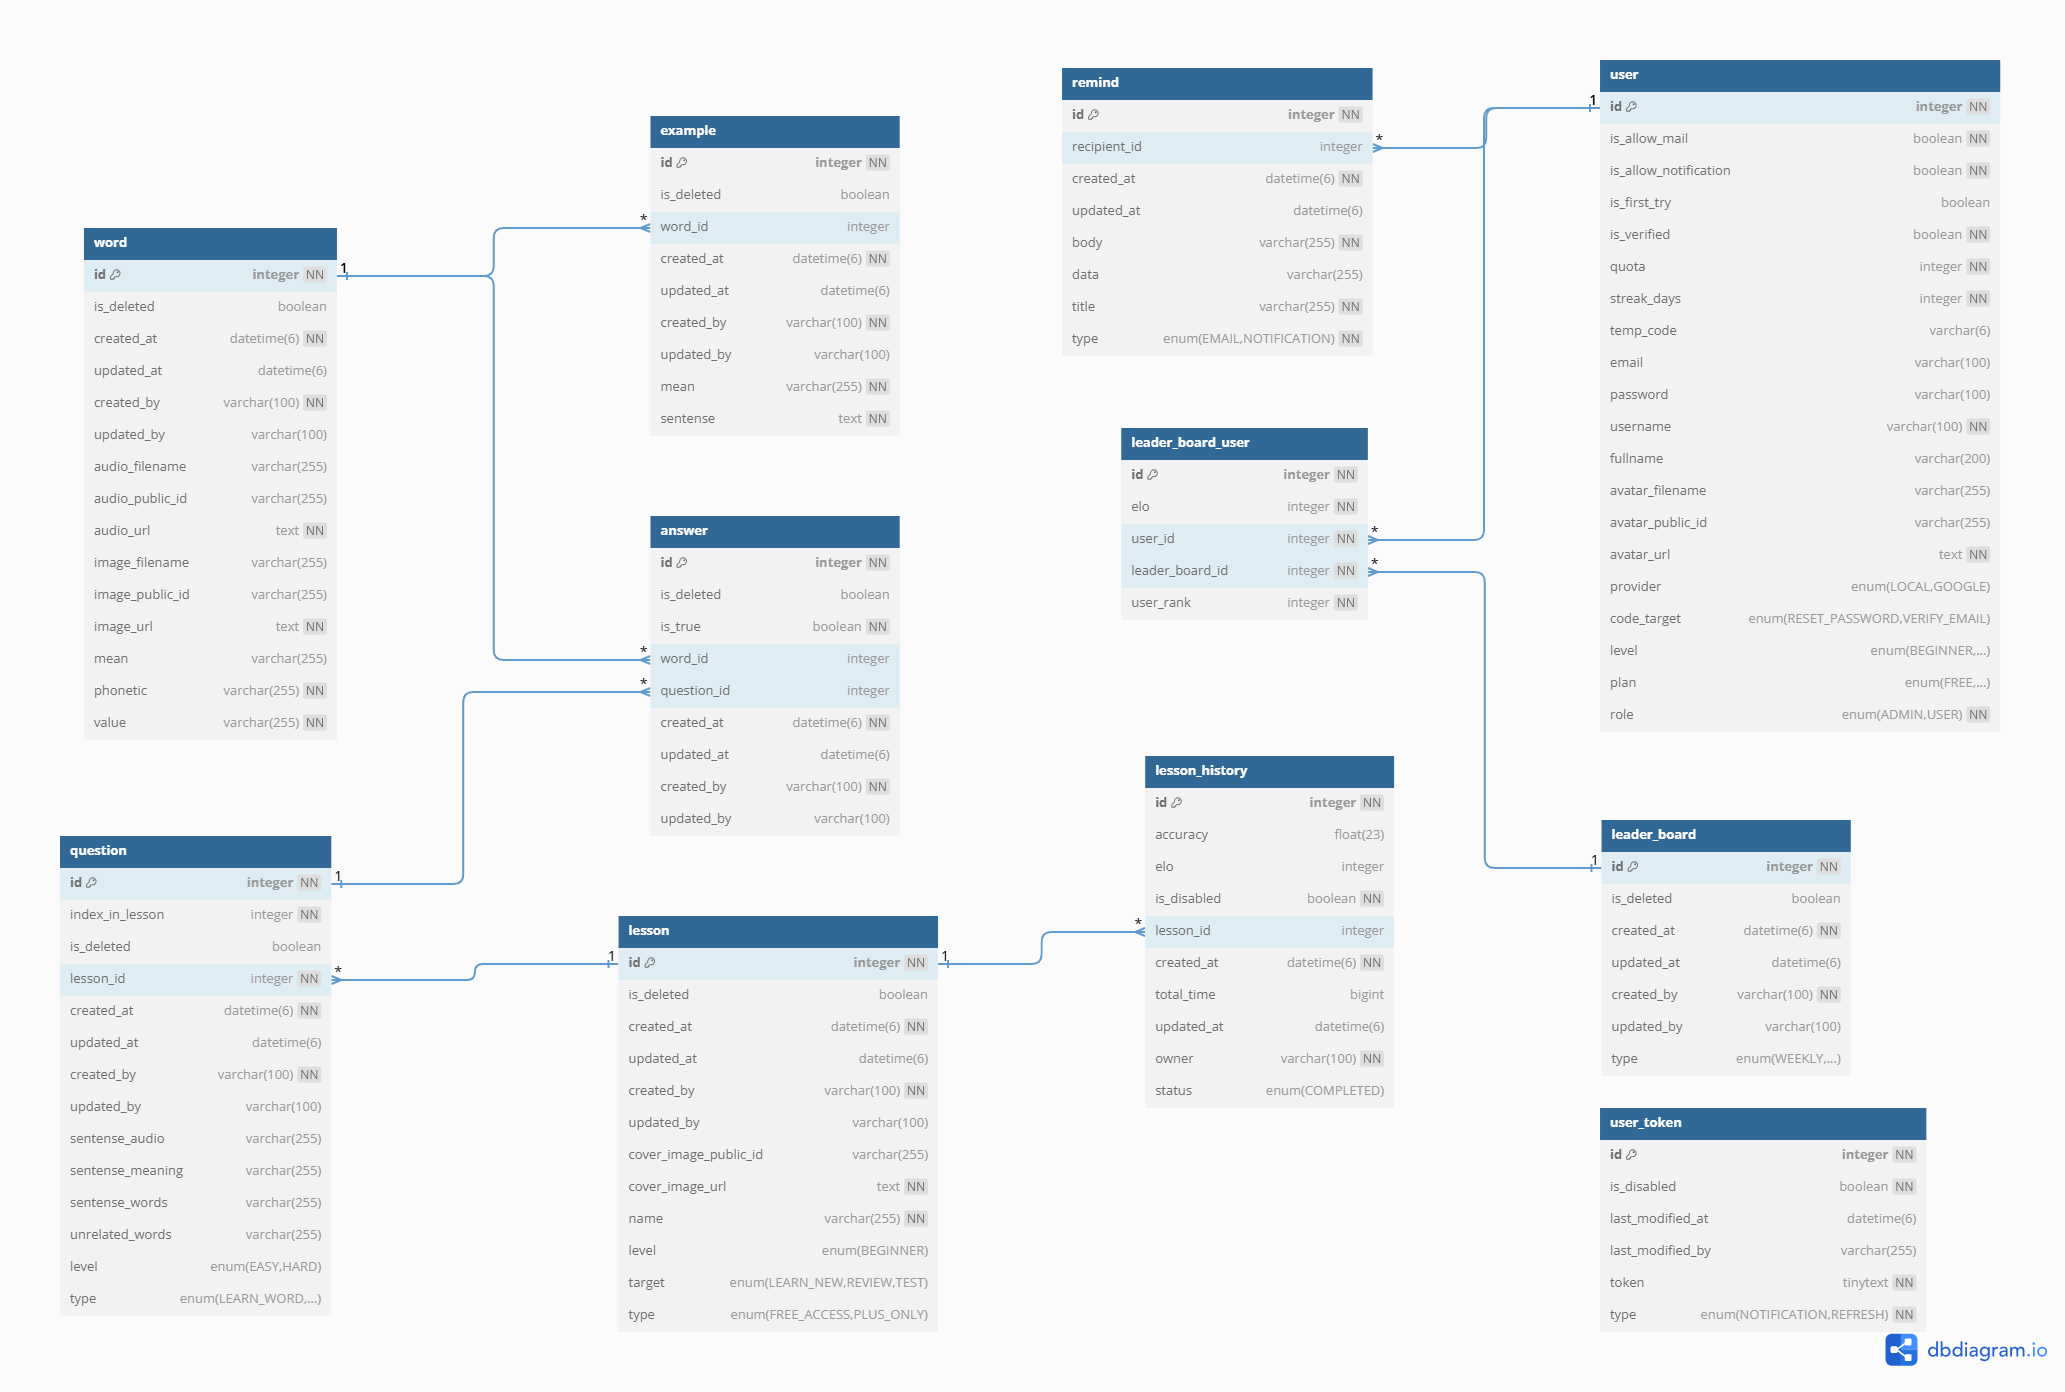 word
id integer NN
is_deleted boolean
created_at datetime(6) NN
updated_at datetime(6)
created_by varchar(100) NN
updated_by varchar(100)
audio_filename varchar(255)
audio_public_id varchar(255)
audio_url text NN
image_filename varchar(255)
image_public_id varchar(255)
image_url text NN
mean varchar(255)
phonetic varchar(255) NN
value varchar(255) NN
1
question
id integer NN
index_in_lesson integer NN
is_deleted boolean
lesson_id integer NN
created_at datetime(6) NN
updated_at datetime(6)
created_by varchar(100) NN
updated_by varchar(100)
sentense_audio varchar(255)
sentense_meaning varchar(255)
sentense_words varchar(255)
unrelated_words varchar(255)
level enum(EASY,HARD)
type enum(LEARN_WORD,...)
1
*
example
id integer NN
is_deleted boolean
word_id integer
created_at datetime(6) NN
updated_at datetime(6)
created_by varchar(100) NN
updated_by varchar(100)
mean varchar(255) NN
sentense text NN
*
answer
id integer NN
is_deleted boolean
is_true boolean NN
word_id integer
question_id integer
created_at datetime(6) NN
updated_at datetime(6)
created_by varchar(100) NN
updated_by varchar(100)
*
*
lesson
id integer NN
is_deleted boolean
created_at datetime(6) NN
updated_at datetime(6)
created_by varchar(100) NN
updated_by varchar(100)
cover_image_public_id varchar(255)
cover_image_url text NN
name varchar(255) NN
level enum(BEGINNER)
target enum(LEARN_NEW,REVIEW,TEST)
type enum(FREE_ACCESS,PLUS_ONLY)
1
1
remind
id integer NN
recipient_id integer
created_at datetime(6) NN
updated_at datetime(6)
body varchar(255) NN
data varchar(255)
title varchar(255) NN
type enum(EMAIL,NOTIFICATION) NN
*
leader_board_user
id integer NN
elo integer NN
user_id integer NN
leader_board_id integer NN
user_rank integer NN
*
*
lesson_history
id integer NN
accuracy float(23)
elo integer
is_disabled boolean NN
lesson_id integer
created_at datetime(6) NN
total_time bigint
updated_at datetime(6)
owner varchar(100) NN
status enum(COMPLETED)
*
user
id integer NN
is_allow_mail boolean NN
is_allow_notification boolean NN
is_first_try boolean
is_verified boolean NN
quota integer NN
streak_days integer NN
temp_code varchar(6)
email varchar(100)
password varchar(100)
username varchar(100) NN
fullname varchar(200)
avatar_filename varchar(255)
avatar_public_id varchar(255)
avatar_url text NN
provider enum(LOCAL,GOOGLE)
code_target enum(RESET_PASSWORD,VERIFY_EMAIL)
level enum(BEGINNER,...)
plan enum(FREE,...)
role enum(ADMIN,USER) NN
1
leader_board
id integer NN
is_deleted boolean
created_at datetime(6) NN
updated_at datetime(6)
created_by varchar(100) NN
updated_by varchar(100)
type enum(WEEKLY,...)
1
user_token
id integer NN
is_disabled boolean NN
last_modified_at datetime(6)
last_modified_by varchar(255)
token tinytext NN
type enum(NOTIFICATION,REFRESH) NN
dbdiagram.io